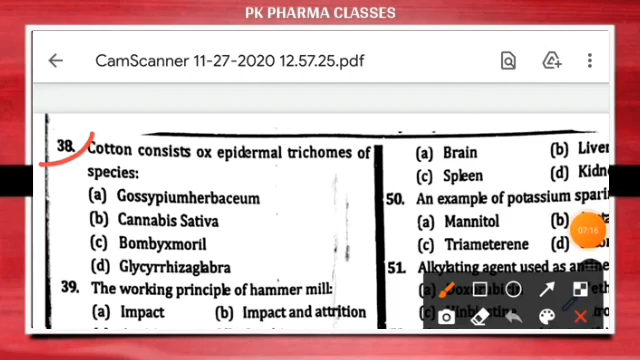 PK PHARMA CLASSES
CamScanner 11-27-2020 12.57.25.pdf
38. Cotton consists ox epidermal trichomes of
species:
(a) Gossypiumherbaceum
(b) Cannabis Sativa
(c) Bombyxmoril
(d) Glycyrrhizaglabra
39. The working principle of hammer mill:
(a) Impact (b) Impact and attrition
(a) Brain (b) Liver
(c) Spleen (d) Kidn
50. An example of potassium spari
(a) Mannitol (b)
(c) Triameterene (d)
51. Alkylating agent used as
(a)
(c)
07:16